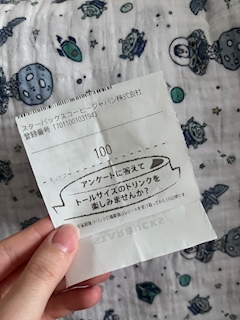 スターバックスコーヒージャパン株式会社
登録番号 T7011001031943
100
アンケートに答えて
トールサイズのドリンクを
楽しみませんか？
STARBUCKS